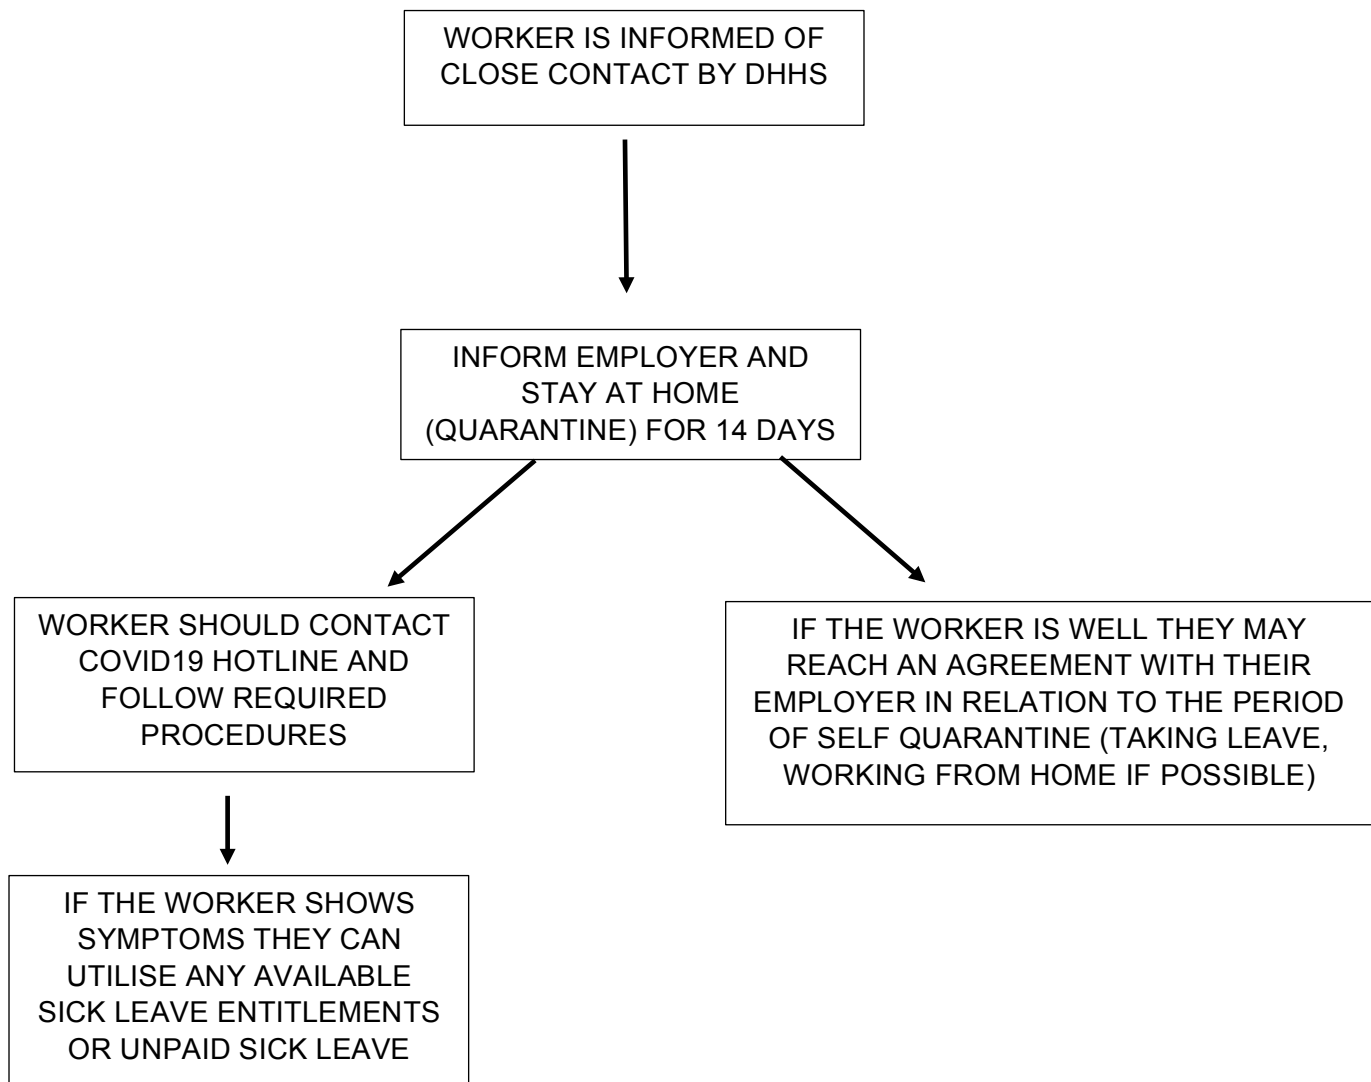 WORKER IS INFORMED OF
CLOSE CONTACT BY DHHS
INFORM EMPLOYER AND
STAY AT HOME
(QUARANTINE) FOR 14 DAYS
WORKER SHOULD CONTACT
COVID19 HOTLINE AND
FOLLOW REQUIRED
PROCEDURES
IF THE WORKER IS WELL THEY MAY
REACH AN AGREEMENT WITH THEIR
EMPLOYER IN RELATION TO THE PERIOD
OF SELF QUARANTINE (TAKING LEAVE,
WORKING FROM HOME IF POSSIBLE)
IF THE WORKER SHOWS
SYMPTOMS THEY CAN
UTILISE ANY AVAILABLE
SICK LEAVE ENTITLEMENTS
OR UNPAID SICK LEAVE